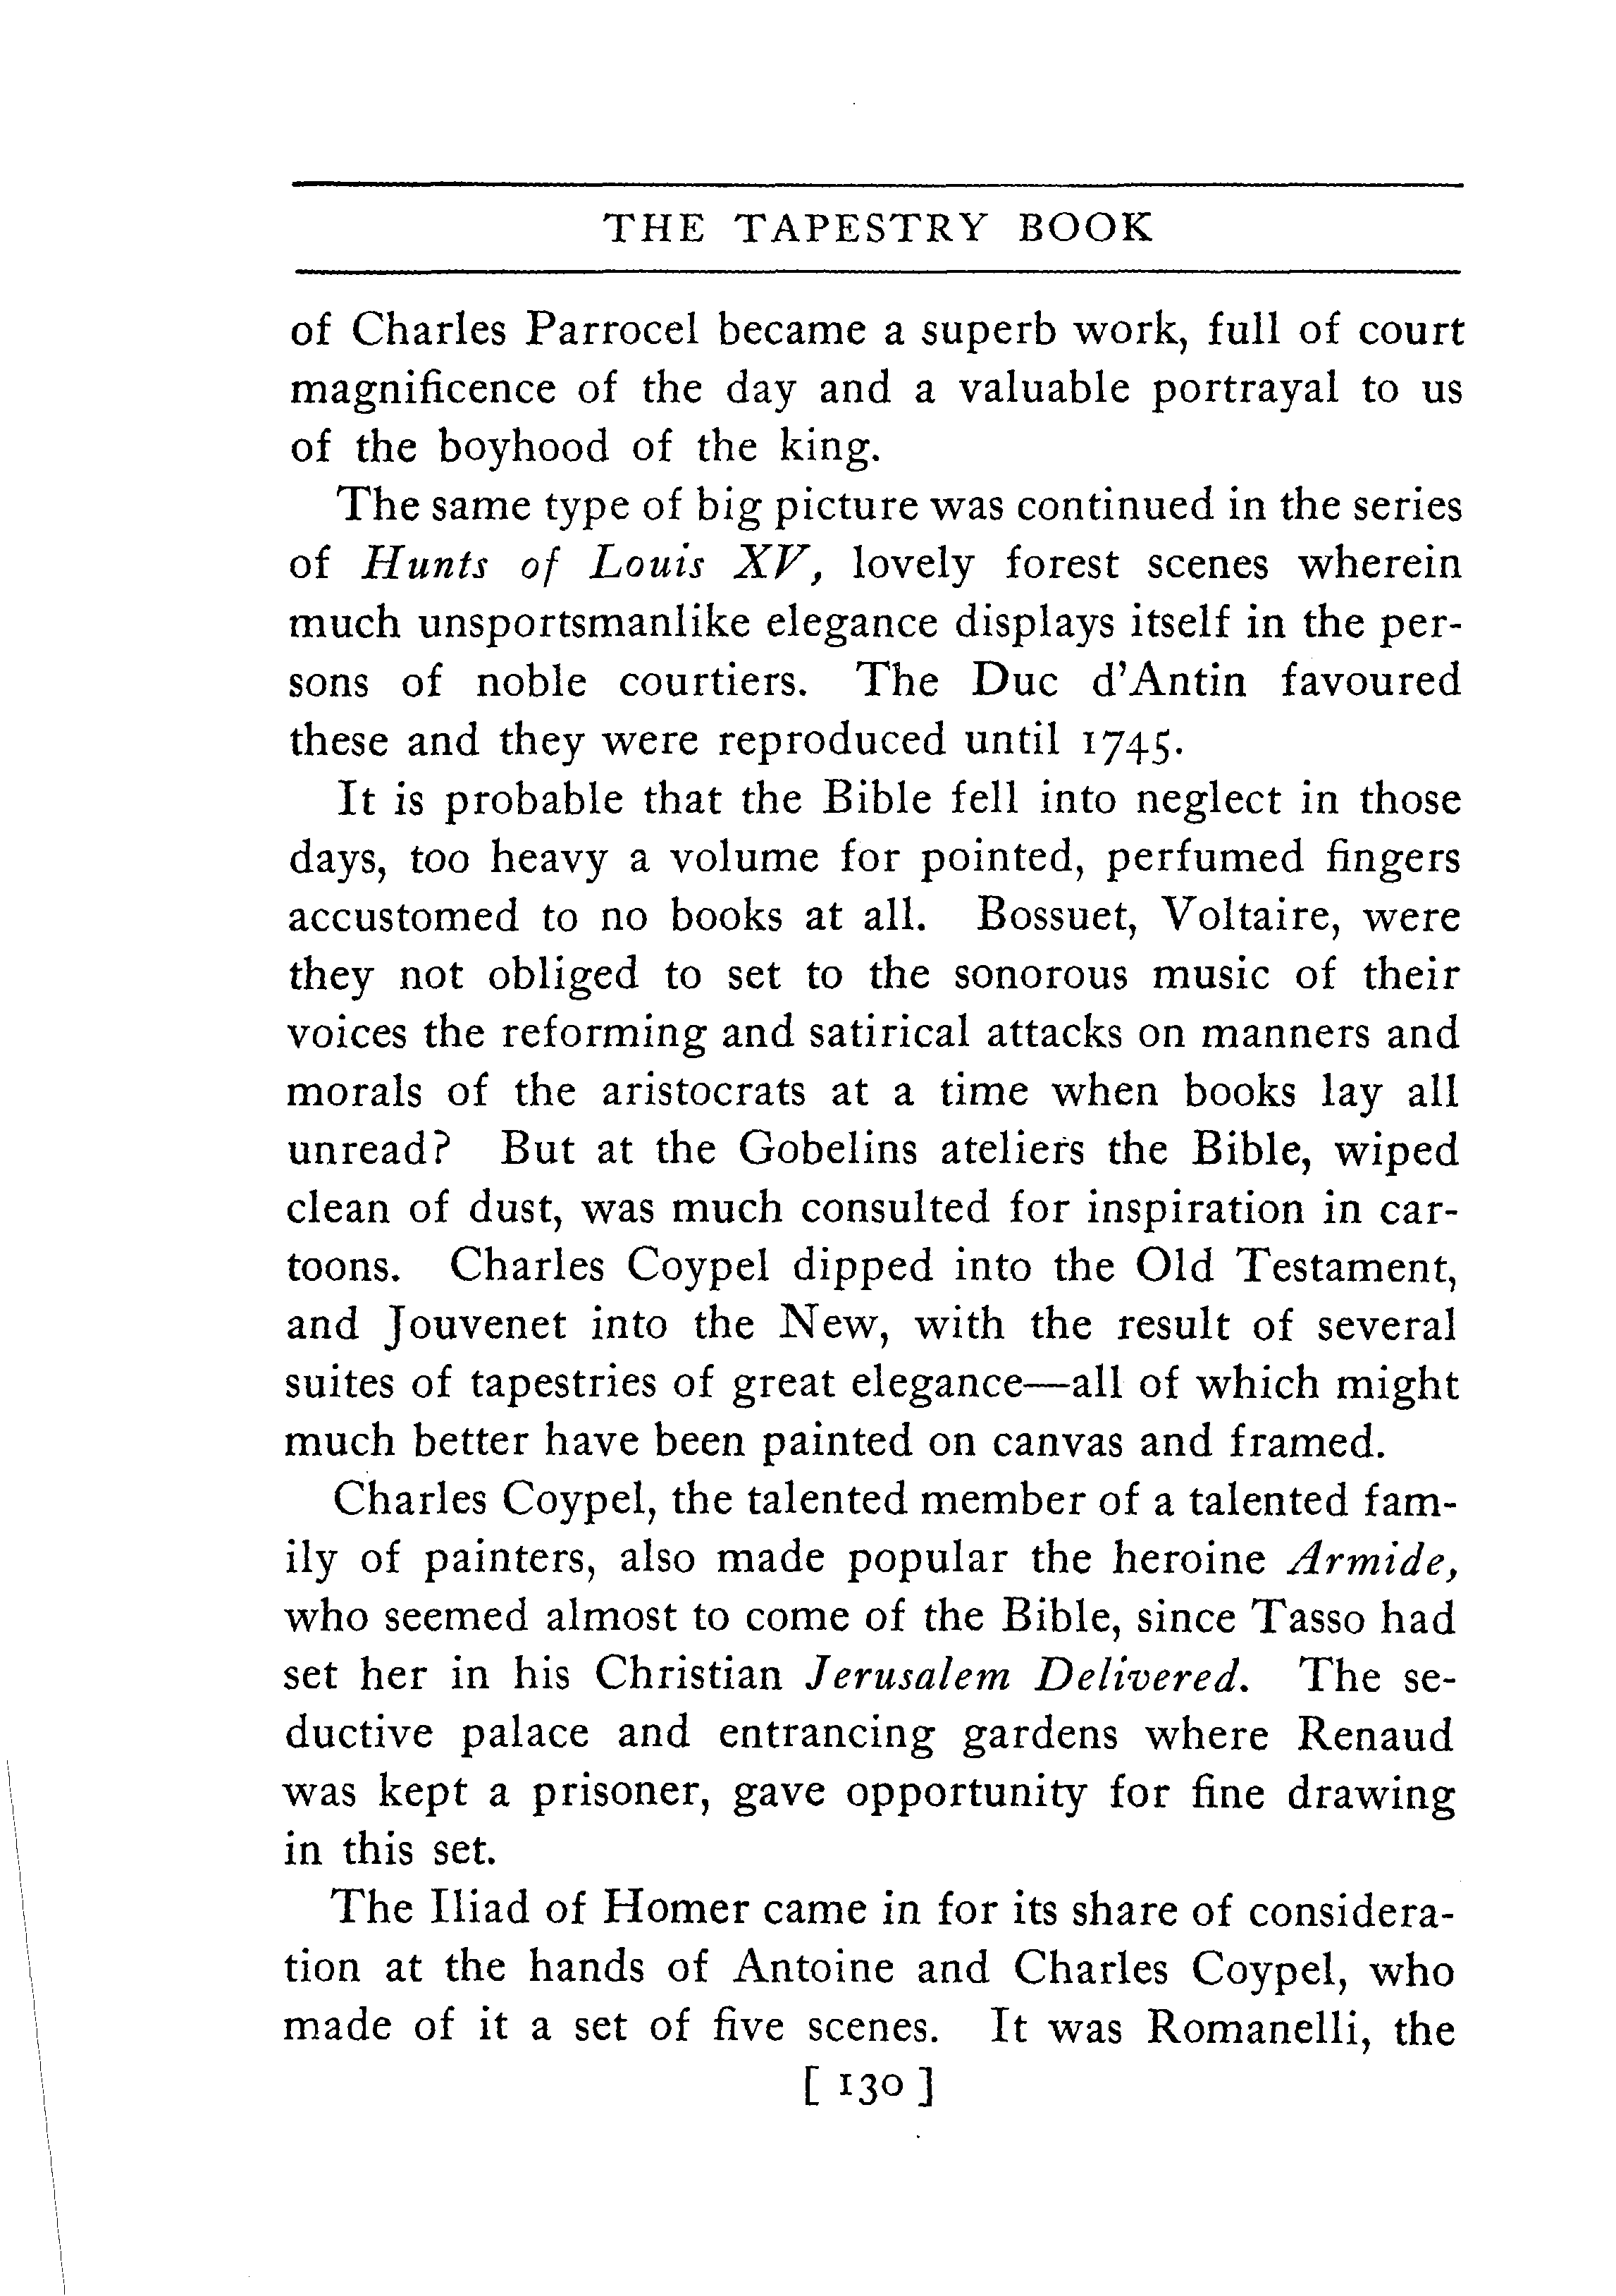 THE TAPESTRY BOOK
of Charles Parrocel became a superb work, full of court
magnificence of the day and a valuable portrayal to us
of the boyhood of the king.
The same type of big picture was continued in the series
of Hunts of Louis XV, lovely forest scenes wherein
much unsportsmanlike elegance displays itself in the per-
sons of noble courtiers. The Duc d'Antin favoured
these and they were reproduced until 1745.
It is probable that the Bible fell into neglect in those
days, too heavy a volume for pointed, perfumed fingers
accustomed to no books at all. Bossuet, Voltaire, were
they not obliged to set to the sonorous music of their
voices the reforming and satirical attacks on manners and
morals of the aristocrats at a time when books lay all
unread? But at the Gobelins ateliers the Bible, wiped
clean of dust, was much consulted for inspiration in car-
toons. Charles Coypel dipped into the Old Testament,
and Jouvenet into the New, with the result of several
suites of tapestries of great elegance—all of which might
much better have been painted on canvas and framed.
Charles Coypel, the talented member of a talented fam-
ily of painters, also made popular the heroine Armide,
who seemed almost to come of the Bible, since Tasso had
set her in his Christian Jerusalem Delivered. The se-
ductive palace and entrancing gardens where Renaud
was kept a prisoner, gave opportunity for fine drawing
in this set.
The Iliad of Homer came in for its share of considera-
tion at the hands of Antoine and Charles Coypel, who
made of it a set of five scenes. It was Romanelli, the
[ 130 ]